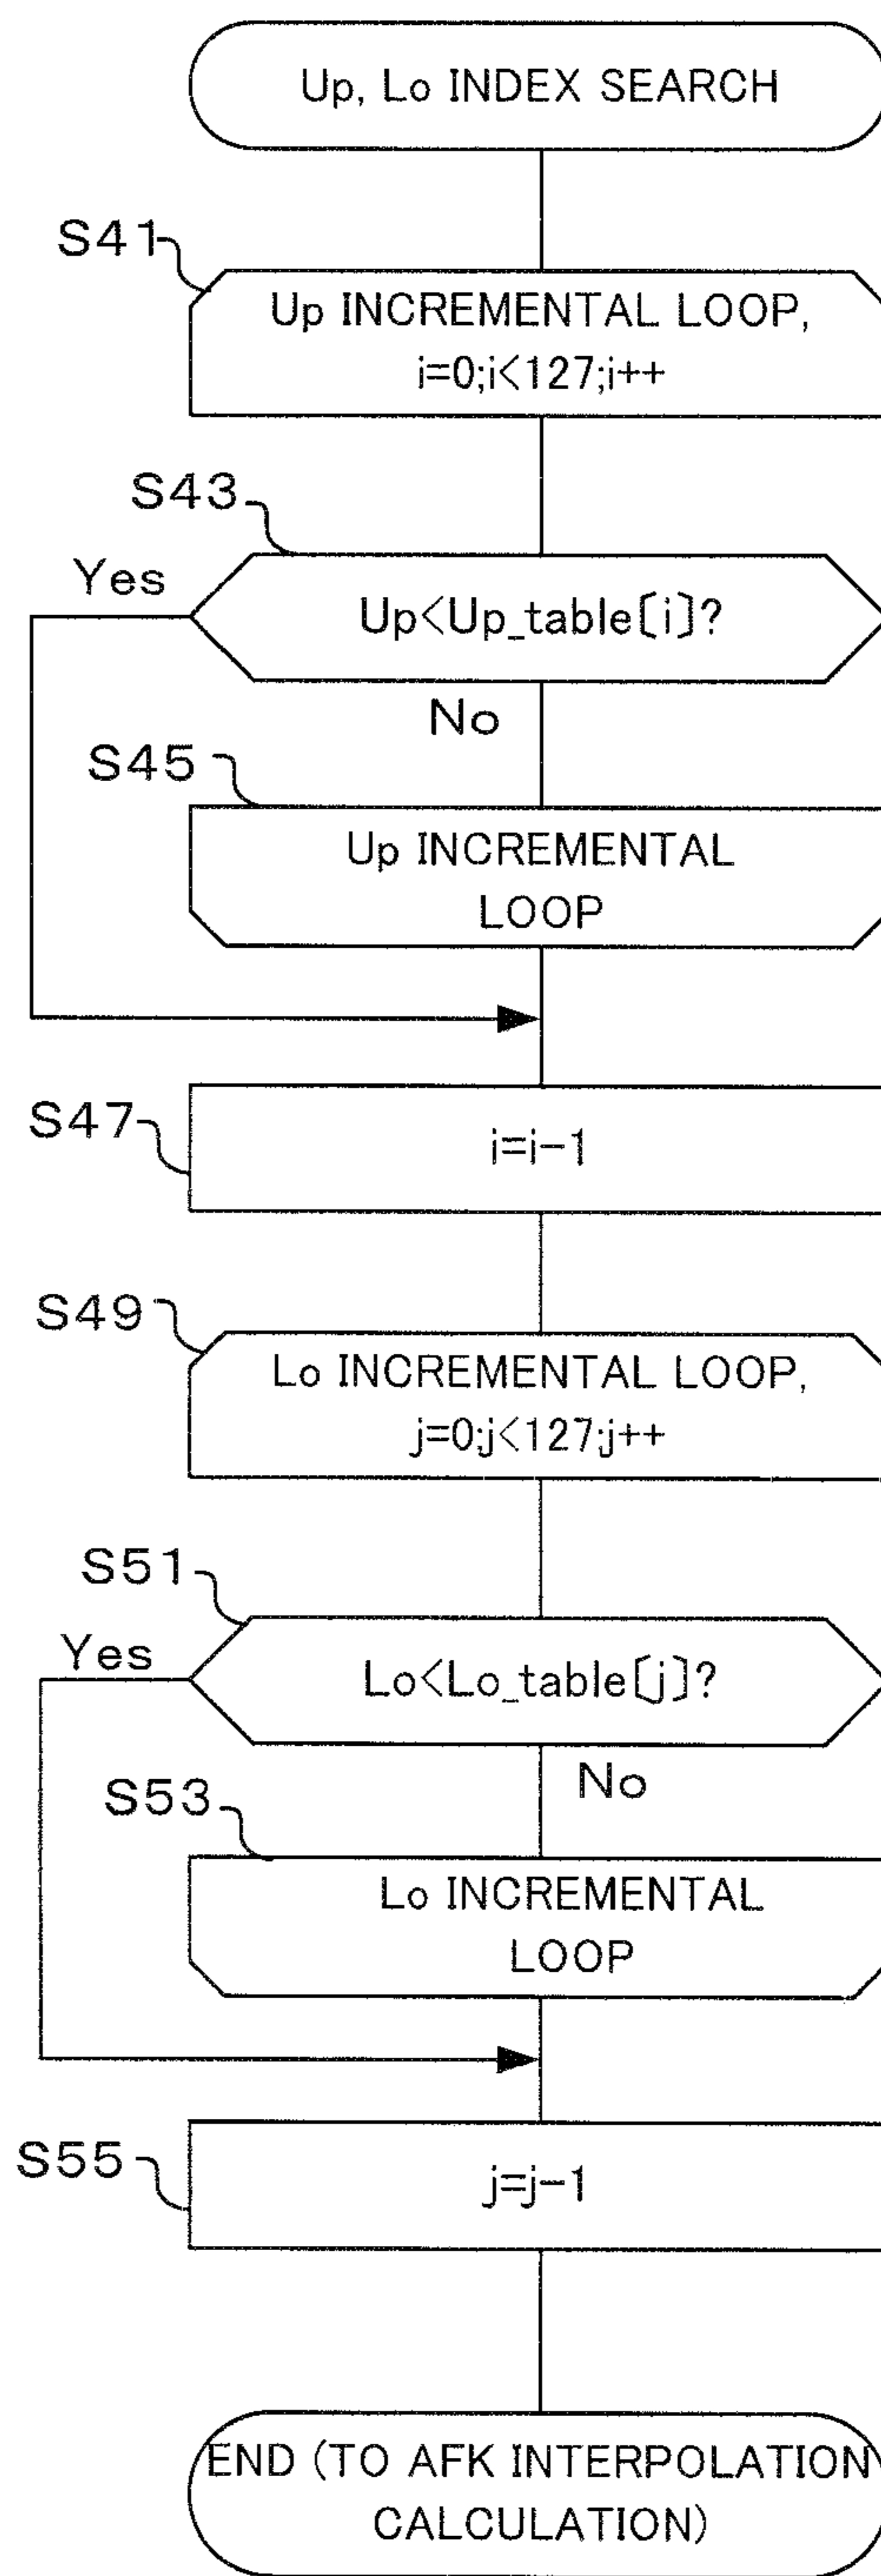 Up, Lo INDEX SEARCH
S41
Up INCREMENTAL LOOP,
i=0;i<127;i++
S43
Yes
Up<Up_table[i]?
No
S45
Up INCREMENTAL
LOOP
S47
i=i-1
S49
Lo INCREMENTAL LOOP,
j=0;j<127;j++
S51
Yes
Lo<Lo_table[j]?
No
S53
Lo INCREMENTAL
LOOP
S55
j=j-1
END (TO AFK INTERPOLATION
CALCULATION)